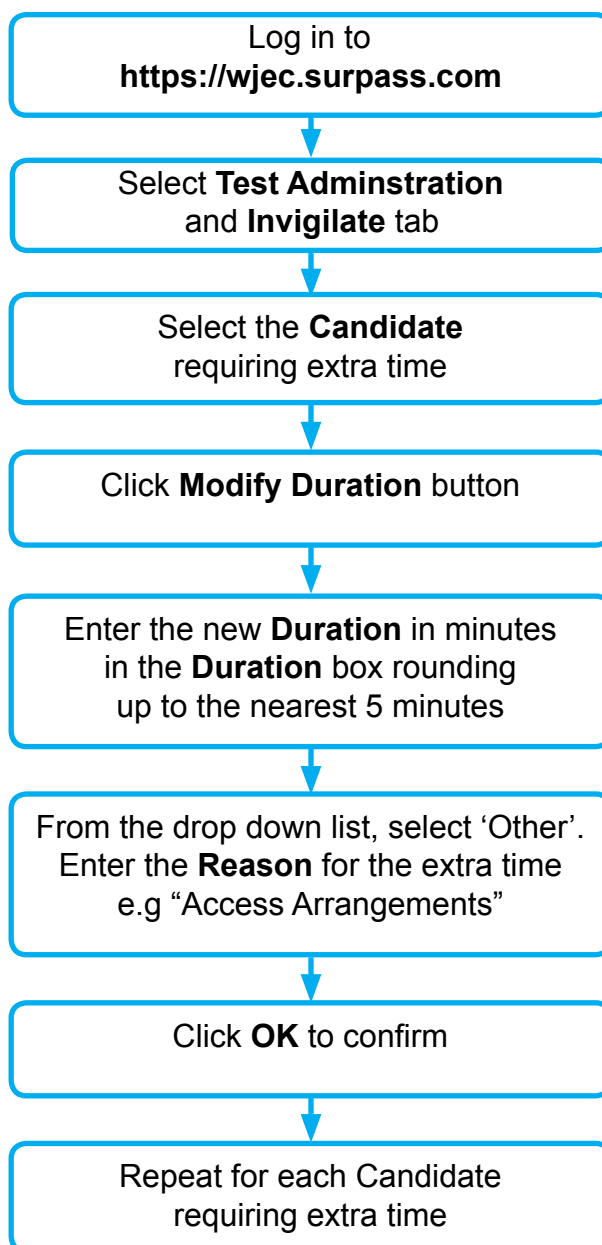 Log in to
https://wjec.surpass.com
Select Test Adminstration
and Invigilate tab
Select the Candidate
requiring extra time
Click Modify Duration button
Enter the new Duration in minutes
in the Duration box rounding
up to the nearest 5 minutes
From the drop down list, select ‘Other’.
Enter the Reason for the extra time
e.g “Access Arrangements”
Click OK to confirm
Repeat for each Candidate
requiring extra time